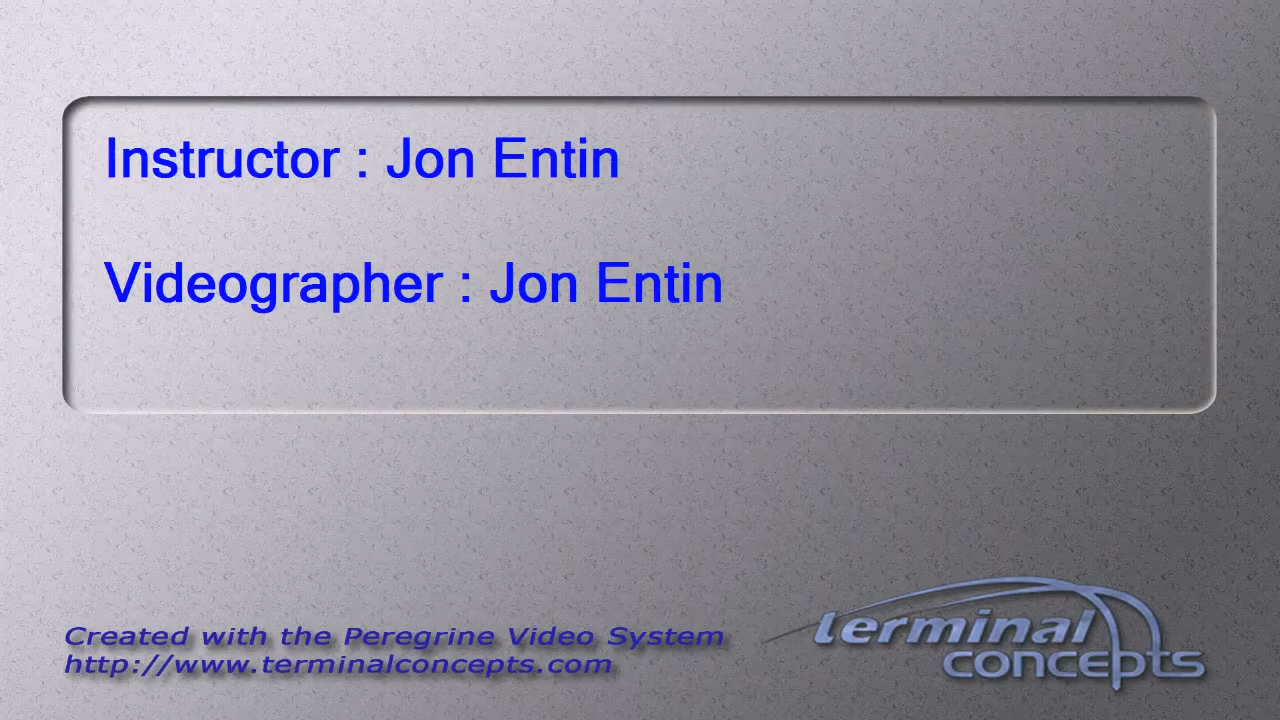 Instructor : Jon Entin
Videographer : Jon Entin
Created with the Peregrine Video System
http://www.terminalconcepts.com
terminal
concepts